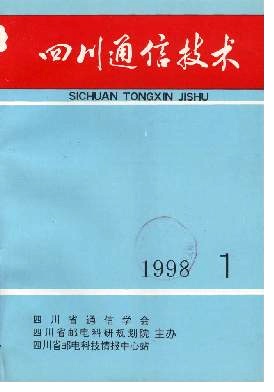 四川通信技术
SICHUAN TONGXIN JISHU
1998 1
四川省通信学会
四川省邮电科研规划院 主办
四川省邮电科技情报中心站